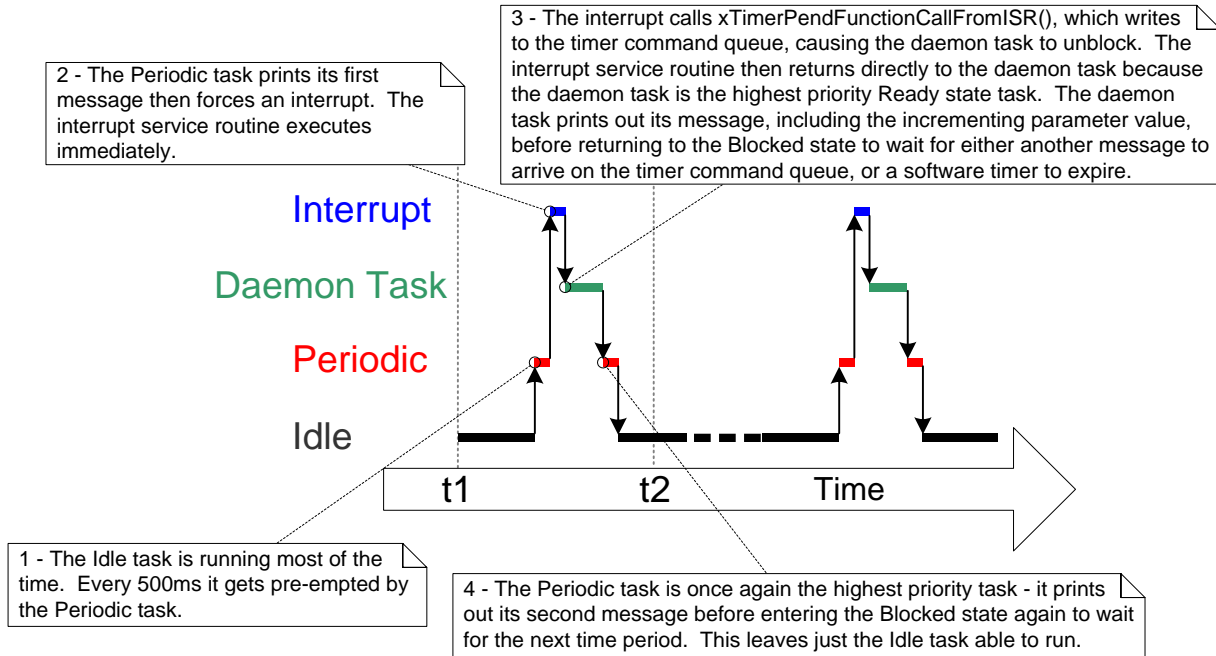 3 - The interrupt calls xTimerPendFunctionCallFromISR(), which writes
to the timer command queue, causing the daemon task to unblock.  The
interrupt service routine then returns directly to the daemon task because
the daemon task is the highest priority Ready state task.  The daemon
task prints out its message, including the incrementing parameter value,
before returning to the Blocked state to wait for either another message to
arrive on the timer command queue, or a software timer to expire.
2 - The Periodic task prints its first
message then forces an interrupt.  The
interrupt service routine executes
immediately.
Interrupt
Daemon Task
Periodic
Idle
t1 t2 Time
1 - The Idle task is running most of the
time.  Every 500ms it gets pre-empted by
the Periodic task.
4 - The Periodic task is once again the highest priority task - it prints
out its second message before entering the Blocked state again to wait
for the next time period.  This leaves just the Idle task able to run.